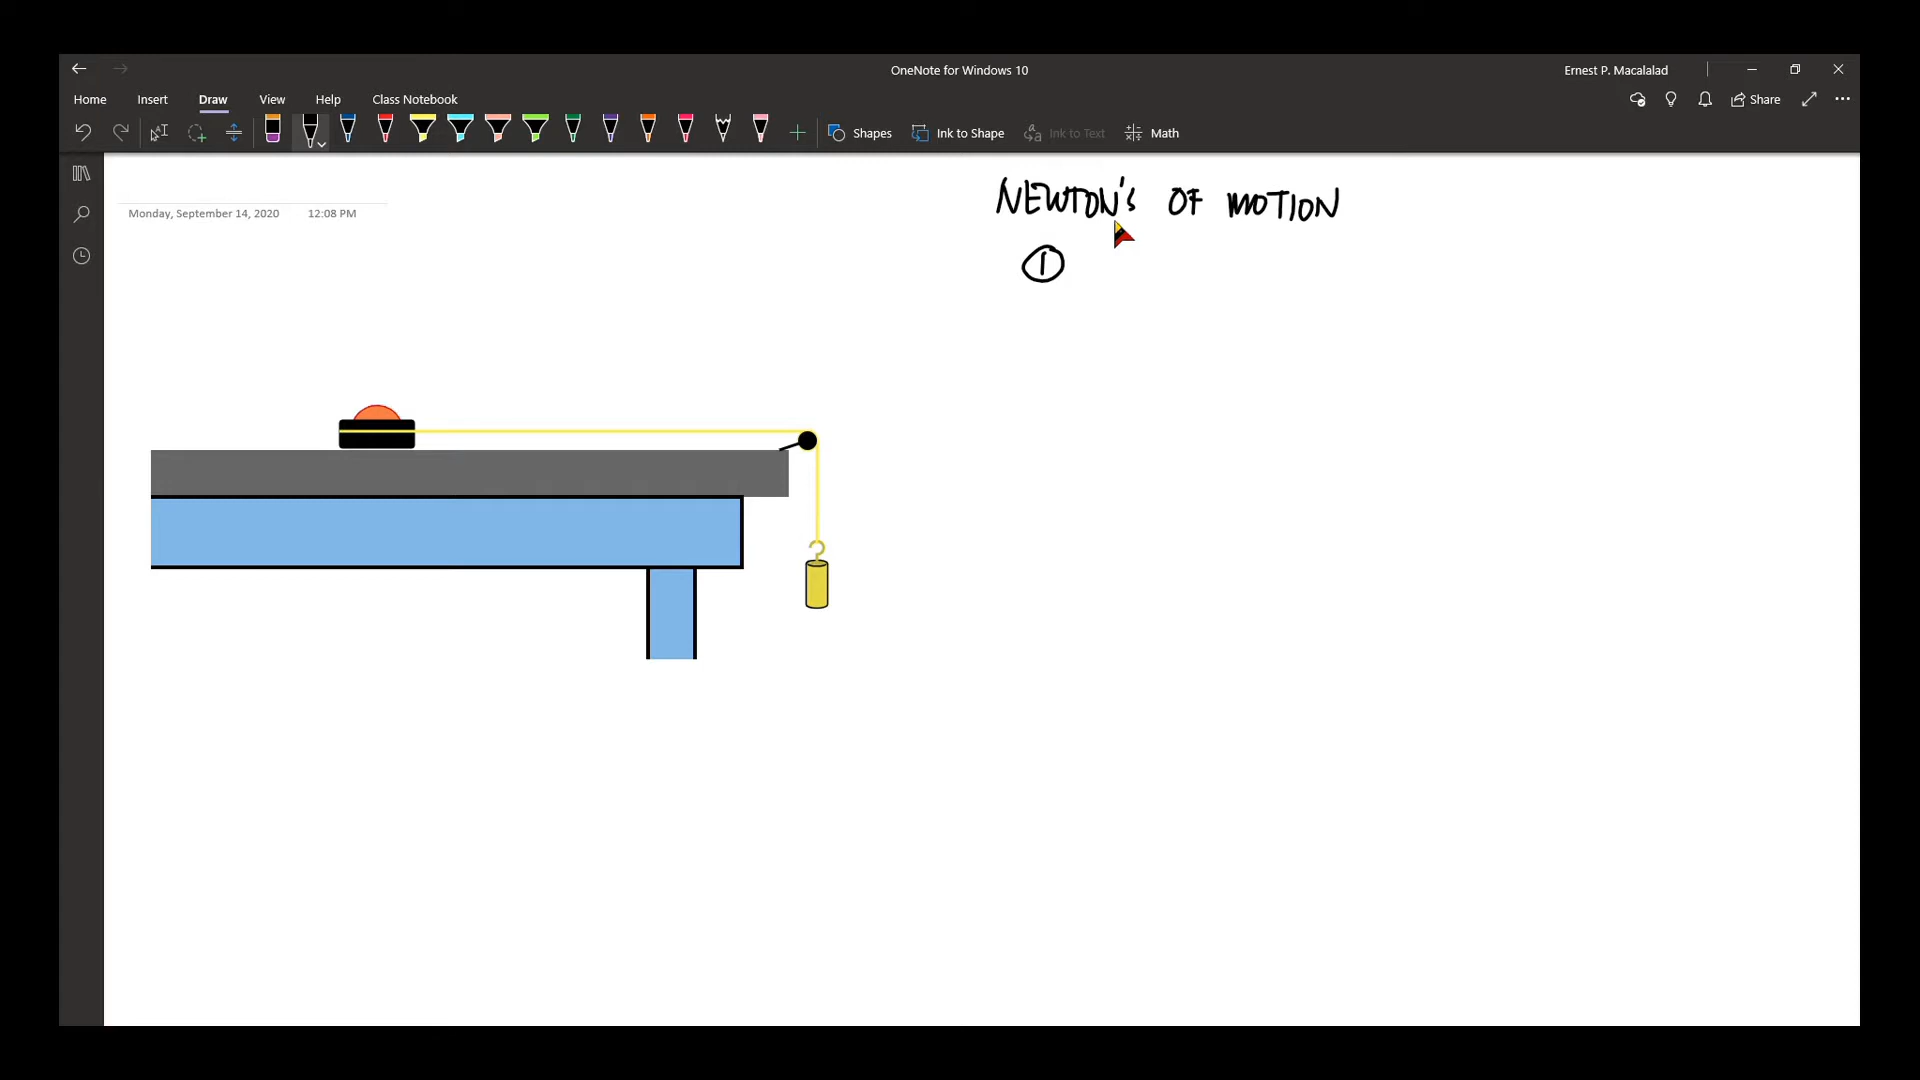 OneNote for Windows 10
Ernest P. Macalalad
Home Insert Draw View Help Class Notebook
Share
Shapes Ink to Shape Ink to Text Math
Monday, September 14, 2020 12:08 PM
NEWTON'S OF MOTION
1